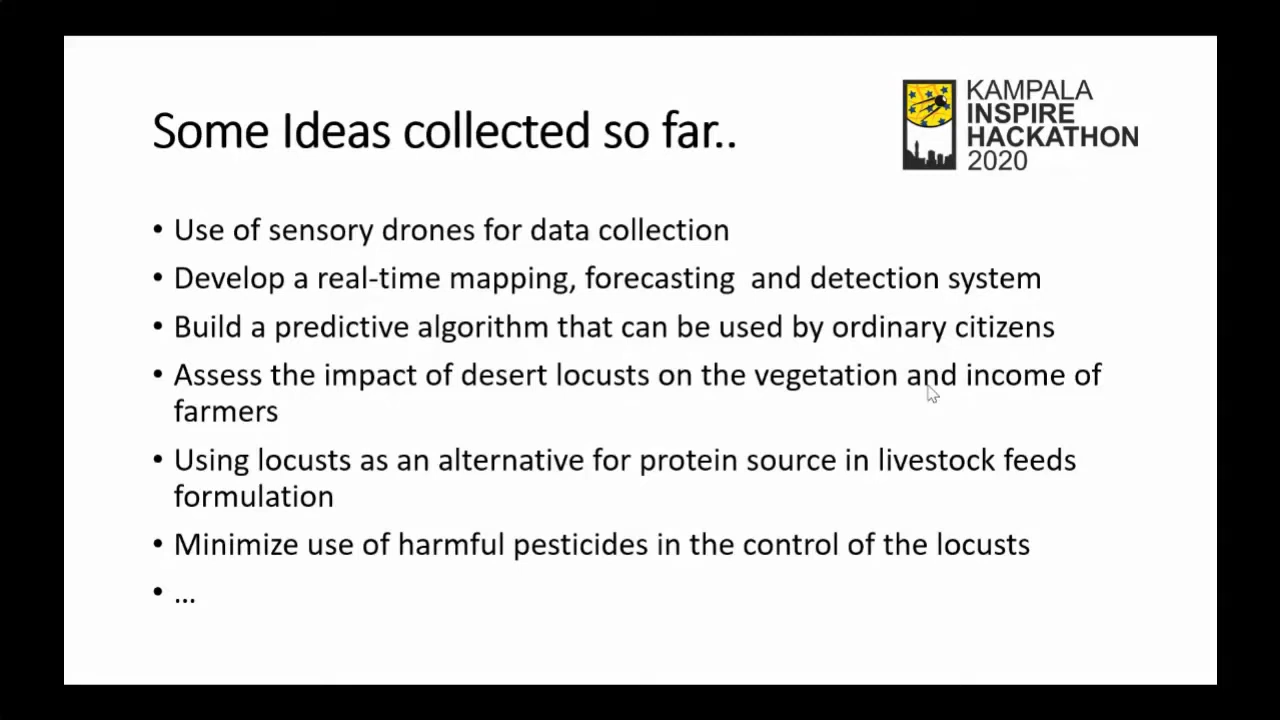 Some Ideas collected so far..
KAMPALA
INSPIRE
HACKATHON
2020
• Use of sensory drones for data collection
• Develop a real-time mapping, forecasting  and detection system
• Build a predictive algorithm that can be used by ordinary citizens
• Assess the impact of desert locusts on the vegetation and income of
farmers
• Using locusts as an alternative for protein source in livestock feeds
formulation
• Minimize use of harmful pesticides in the control of the locusts
• ...